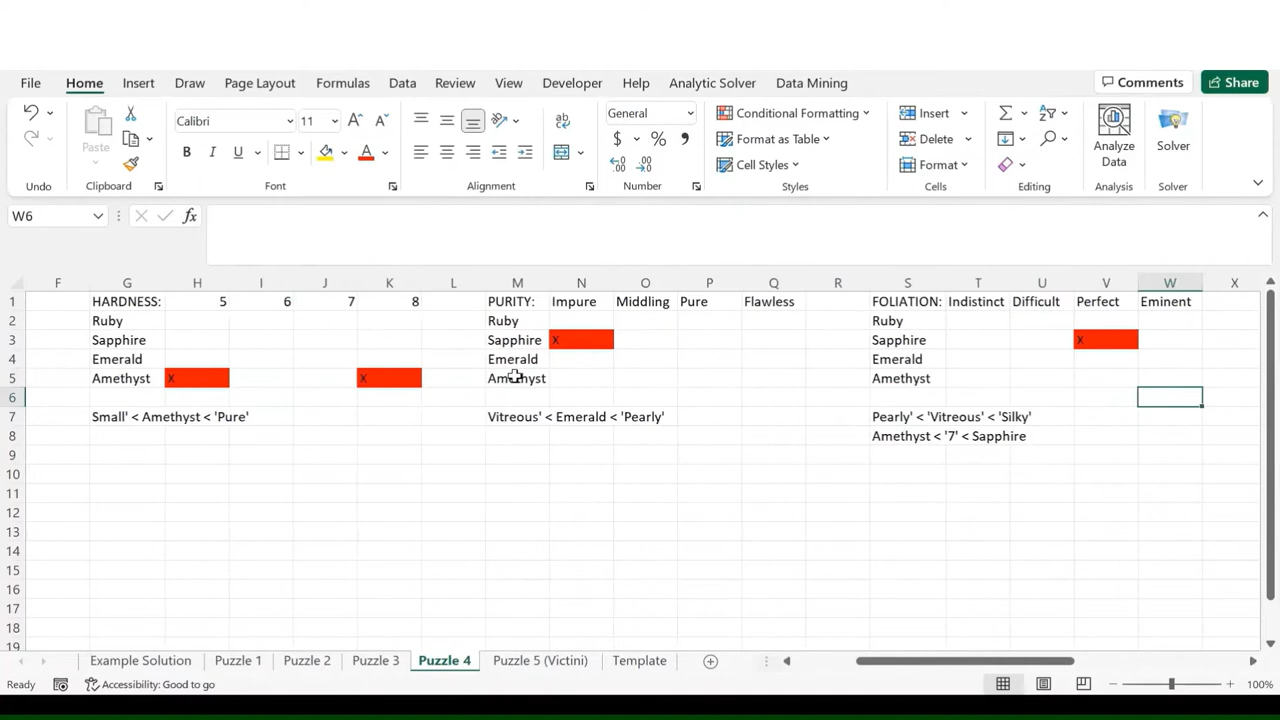 File Home Insert Draw Page Layout Formulas Data Review View Developer Help Analytic Solver Data Mining Comments Share
Calibri 11 A A ab General Conditional Formatting Insert Σ
Paste B I U A $ % , Format as Table Delete Analyze Data Solver
Cell Styles Format
Undo Clipboard Font Alignment Number Styles Cells Editing Analysis Solver
W6 fx
F G H I J K L M N O P Q R S T U V W X
1 HARDNESS: 5 6 7 8 PURITY: Impure Middling Pure Flawless FOLIATION: Indistinct Difficult Perfect Eminent
2 Ruby Ruby Ruby
3 Sapphire Sapphire X Sapphire X
4 Emerald Emerald Emerald
5 Amethyst X X Amethyst Amethyst
6
7 Small' < Amethyst < 'Pure' Vitreous' < Emerald < 'Pearly' Pearly' < 'Vitreous' < 'Silky'
8 Amethyst < '7' < Sapphire
9
10
11
12
13
14
15
16
17
18
19
Example Solution Puzzle 1 Puzzle 2 Puzzle 3 Puzzle 4 Puzzle 5 (Victini) Template
Ready Accessibility: Good to go 100%